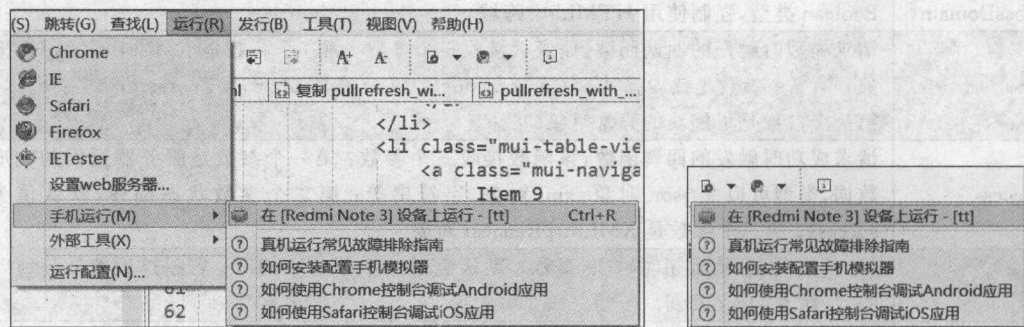 (S) 跳转(G) 查找(L) 运行(R) 发行(B) 工具(T) 视图(V) 帮助(H)
Chrome
IE
Safari
Firefox
IETester
设置web服务器...
手机运行(M)
外部工具(X)
运行配置(N)...
A+ A-
复制 pullrefresh_wi... pullrefresh_with_...
</li>
<li class="mui-table-vie
<a class="mui-naviga
Item 9
在 [Redmi Note 3] 设备上运行 - [tt] Ctrl+R
真机运行常见故障排除指南
如何安装配置手机模拟器
如何使用Chrome控制台调试Android应用
如何使用Safari控制台调试iOS应用
61
62
在 [Redmi Note 3] 设备上运行 - [tt]
真机运行常见故障排除指南
如何安装配置手机模拟器
如何使用Chrome控制台调试Android应用
如何使用Safari控制台调试iOS应用